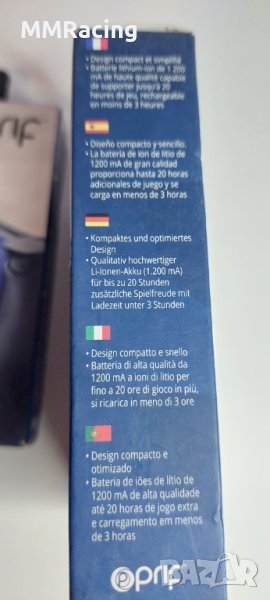 MMRacing
• Design compact et simplifié
• Batterie lithium-ion de 1 200
mA de haute qualité capable
de supporter jusqu'à 20
heures de jeu, rechargeable
en moins de 3 heures
• Diseño compacto y sencillo.
• La batería de ion de litio de
1200 mA de gran calidad
proporciona hasta 20 horas
adicionales de juego y se
carga en menos de 3 horas
• Kompaktes und optimiertes
Design
• Qualitativ hochwertiger
Li-Ionen-Akku (1.200 mA)
für bis zu 20 Stunden
zusätzliche Spielfreude mit
Ladezeit unter 3 Stunden
• Design compatto e snello
• Batteria di alta qualità da
1200 mA a ioni di litio per
fino a 20 ore di gioco in più,
si ricarica in meno di 3 ore
• Design compacto e
otimizado
• Bateria de iões de lítio de
1200 mA de alta qualidade
até 20 horas de jogo extra
e carregamento em menos
de 3 horas
bazar.bg